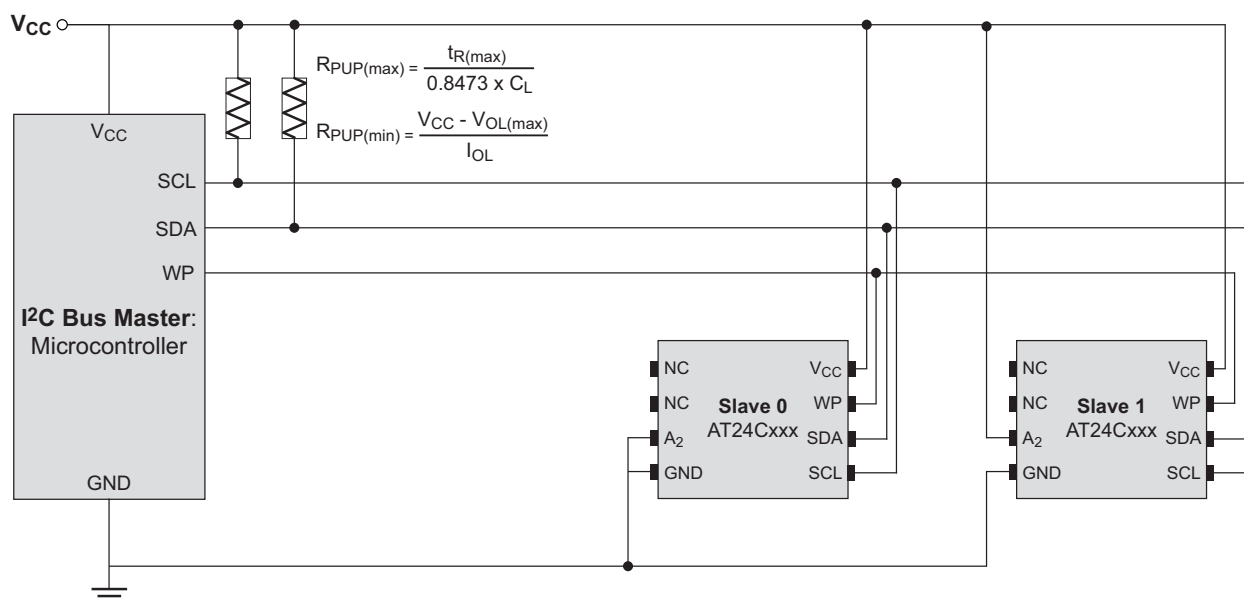 VCC
RPUP(max) = tR(max) / 0.8473 x CL
RPUP(min) = VCC - VOL(max) / IOL
VCC
SCL
SDA
WP
I²C Bus Master:
Microcontroller
GND
NC
NC
A2
GND
Slave 0
AT24Cxxx
VCC
WP
SDA
SCL
NC
NC
A2
GND
Slave 1
AT24Cxxx
VCC
WP
SDA
SCL